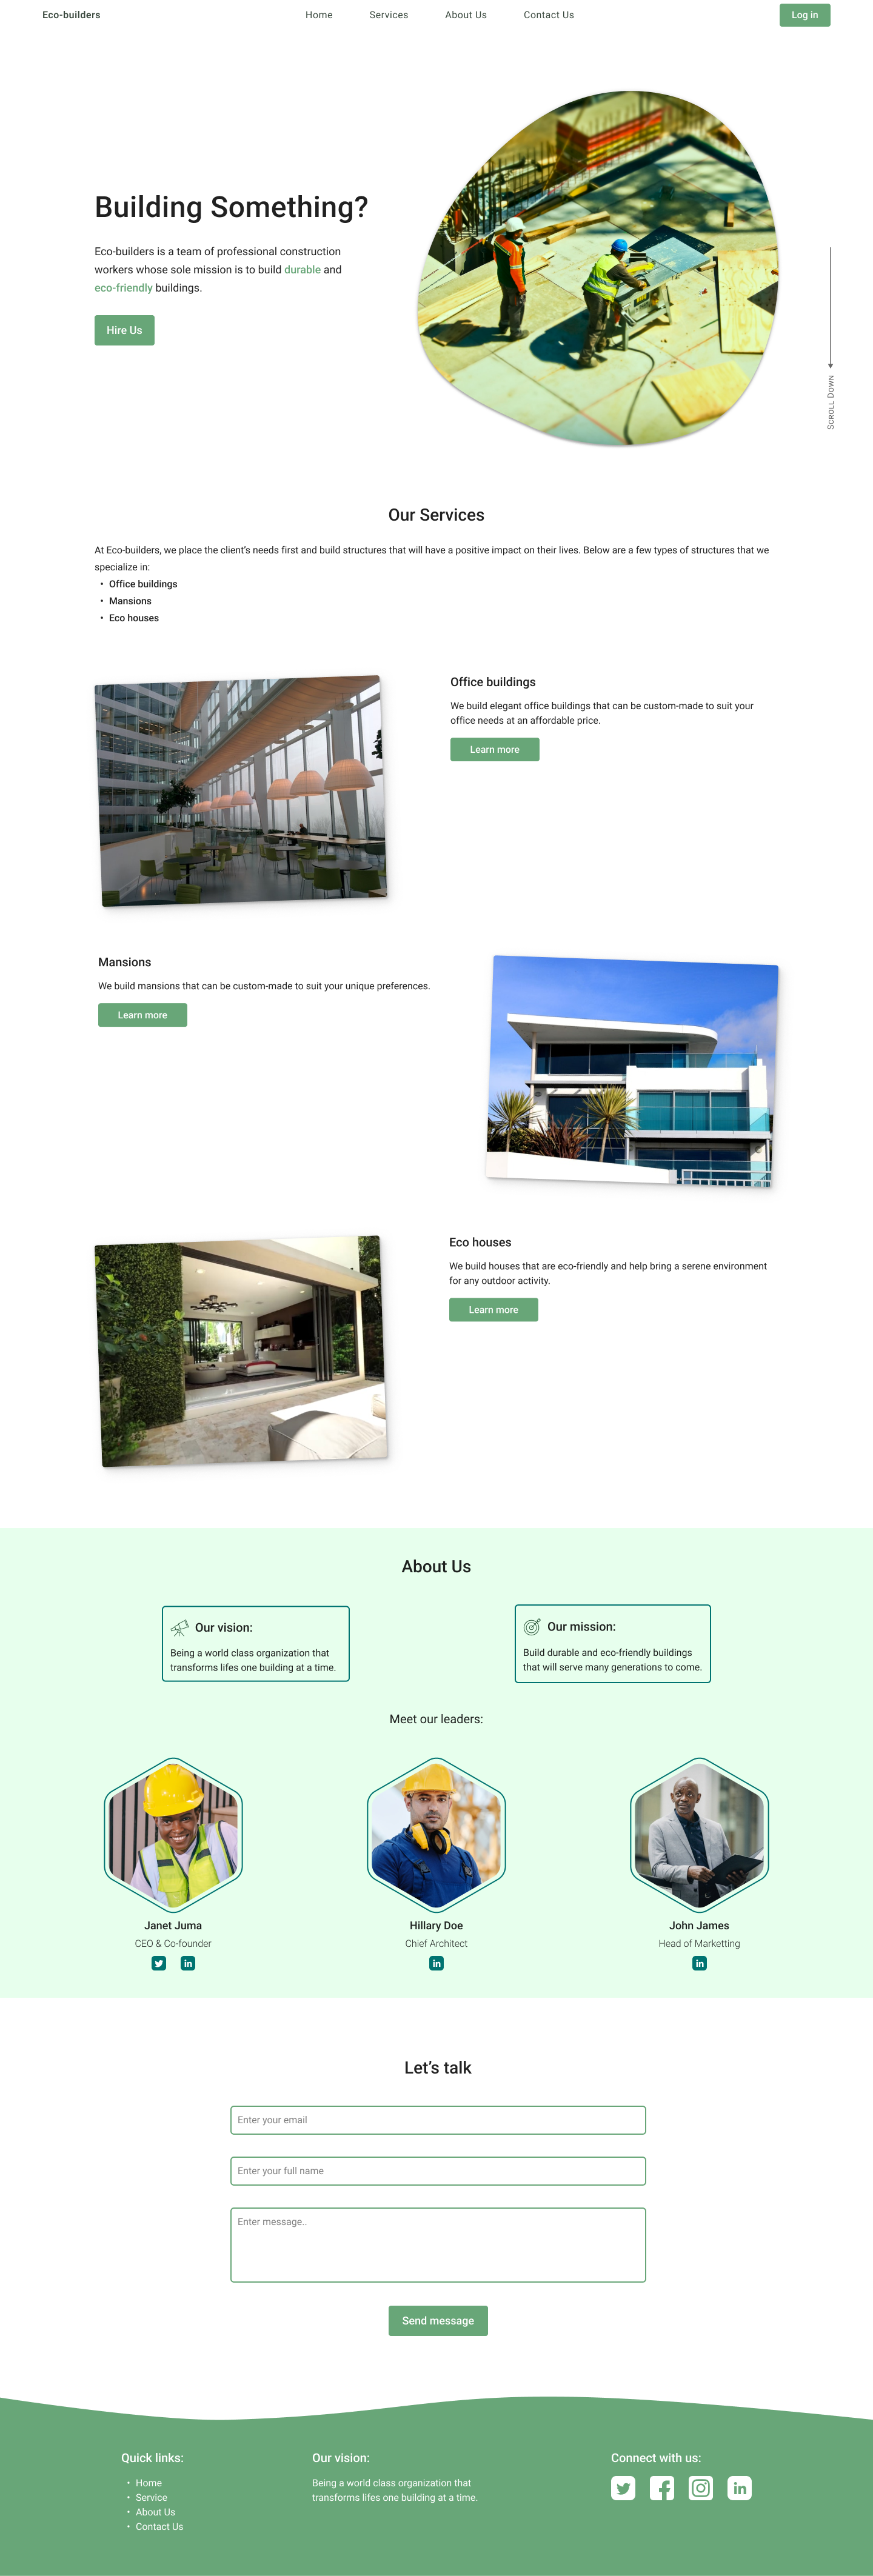 Eco-builders
Home
Services
About Us
Contact Us
Log in
Building Something?
Eco-builders is a team of professional construction
workers whose sole mission is to build durable and
eco-friendly buildings.
Hire Us
Scroll Down
Our Services
At Eco-builders, we place the client’s needs first and build structures that will have a positive impact on their lives. Below are a few types of structures that we
specialize in:
• Office buildings
• Mansions
• Eco houses
Office buildings
We build elegant office buildings that can be custom-made to suit your
office needs at an affordable price.
Learn more
Mansions
We build mansions that can be custom-made to suit your unique preferences.
Learn more
Eco houses
We build houses that are eco-friendly and help bring a serene environment
for any outdoor activity.
Learn more
About Us
Our vision:
Being a world class organization that
transforms lifes one building at a time.
Our mission:
Build durable and eco-friendly buildings
that will serve many generations to come.
Meet our leaders:
Janet Juma
CEO & Co-founder
in
Hillary Doe
Chief Architect
in
John James
Head of Marketting
in
Let’s talk
Enter your email
Enter your full name
Enter message..
Send message
Quick links:
• Home
• Service
• About Us
• Contact Us
Our vision:
Being a world class organization that
transforms lifes one building at a time.
Connect with us:
in